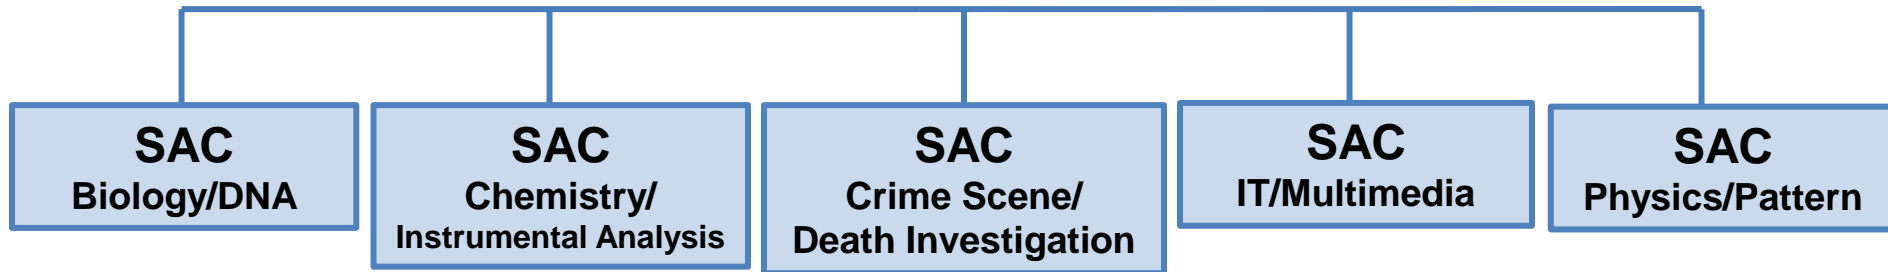 SAC
Biology/DNA
SAC
Chemistry/
Instrumental Analysis
SAC
Crime Scene/
Death Investigation
SAC
IT/Multimedia
SAC
Physics/Pattern